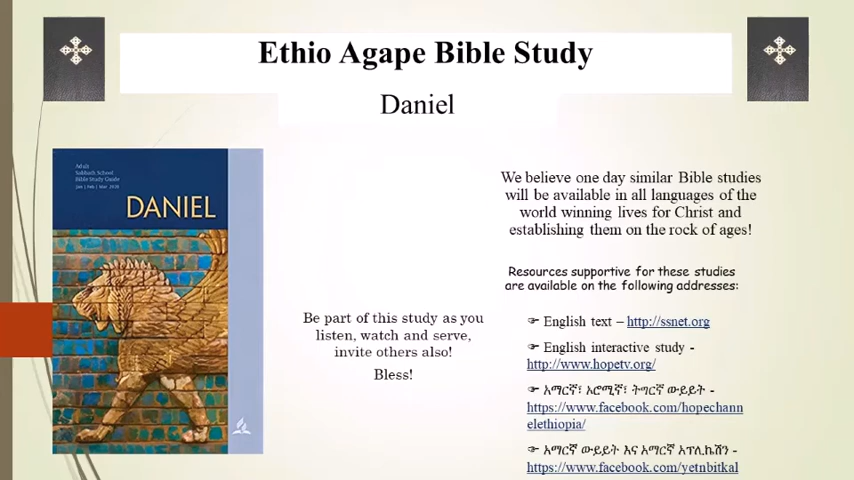 Ethio Agape Bible Study
Daniel
Adult
Sabbath School
Bible Study Guide
Jan | Feb | Mar 2020
DANIEL
We believe one day similar Bible studies
will be available in all languages of the
world winning lives for Christ and
establishing them on the rock of ages!
Resources supportive for these studies
are available on the following addresses:
Be part of this study as you
listen, watch and serve,
invite others also!
Bless!
☞ English text – http://ssnet.org
☞ English interactive study -
http://www.hopetv.org/
☞ አማርኛ፣ ኦሮሚኛ፣ ትግርኛ ውይይት -
https://www.facebook.com/hopechann
elethiopia/
☞ አማርኛ ውይይት እና አማርኛ አፕሊኬሽን -
https://www.facebook.com/yetnbitkal